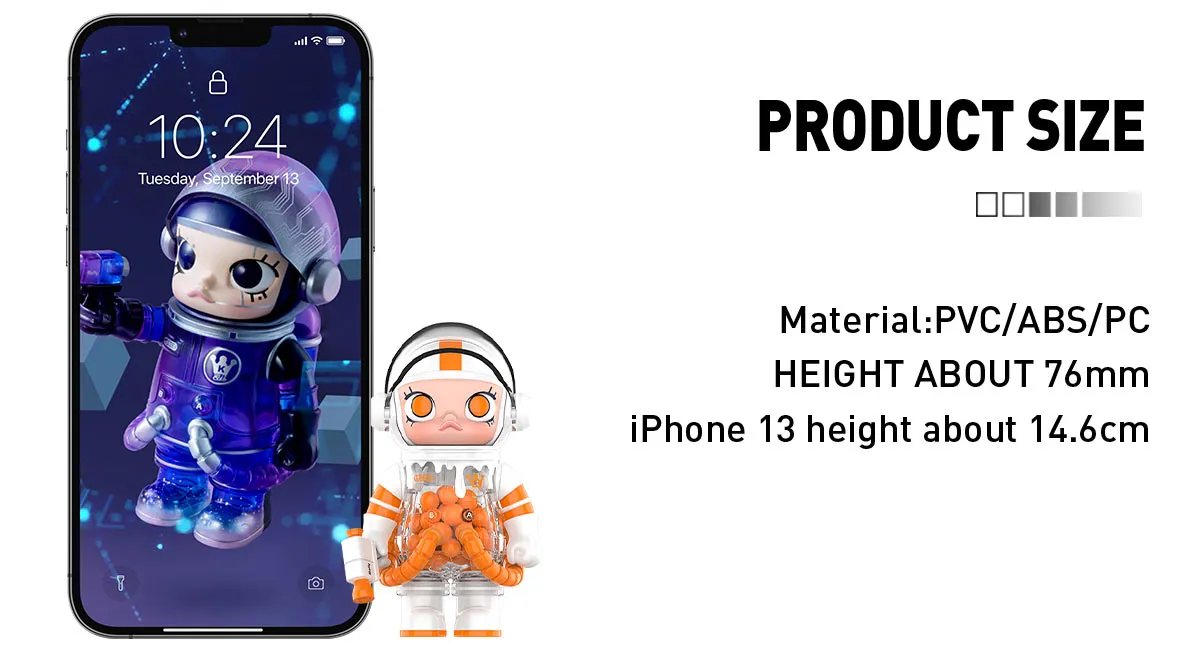 10:24
Tuesday, September 13
K
A
PRODUCT SIZE
Material:PVC/ABS/PC
HEIGHT ABOUT 76mm
iPhone 13 height about 14.6cm
B
A